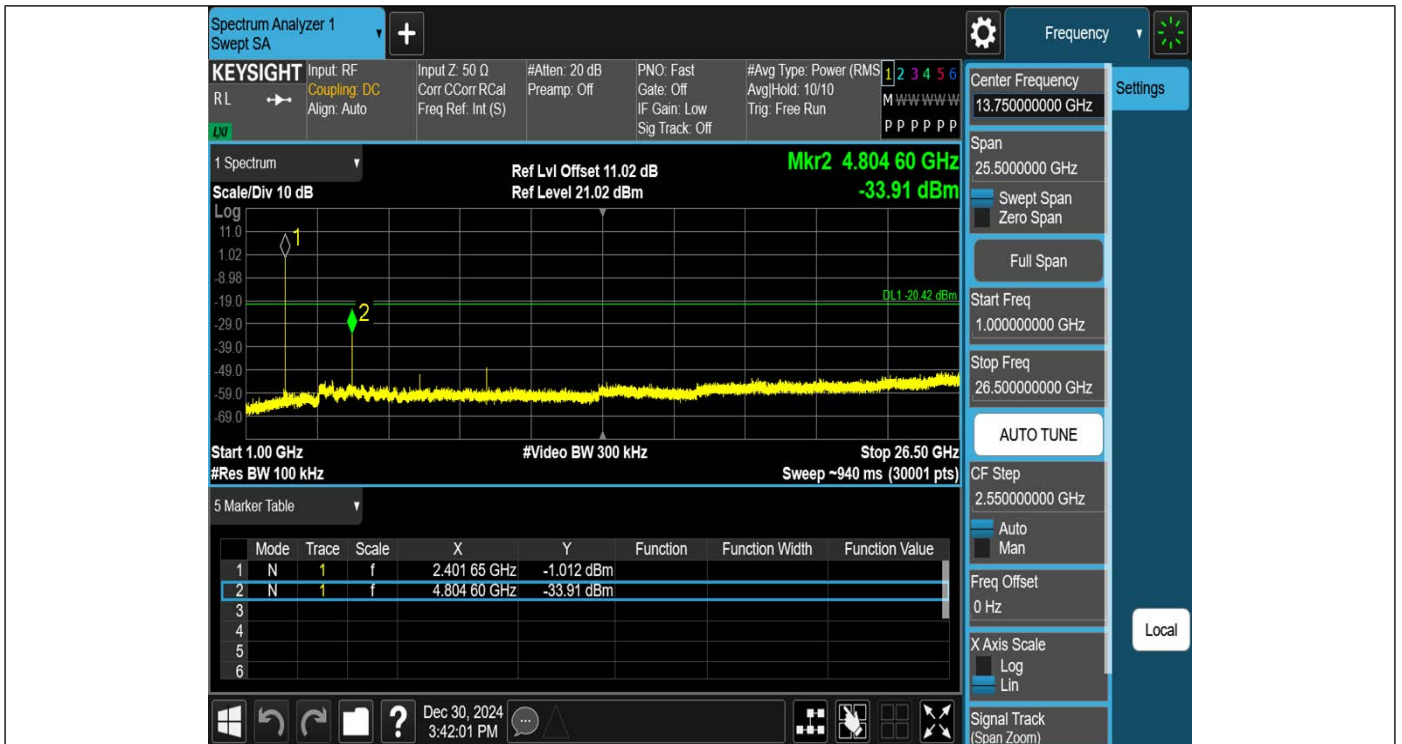 Spectrum Analyzer 1
Swept SA
+
Frequency
KEYSIGHT
RL
LXI
Input: RF
Coupling: DC
Align: Auto
Input Z: 50 Ω
Corr CCorr RCal
Freq Ref: Int (S)
#Atten: 20 dB
Preamp: Off
PNO: Fast
Gate: Off
IF Gain: Low
Sig Track: Off
#Avg Type: Power (RMS
Avg|Hold: 10/10
Trig: Free Run
1 2 3 4 5 6
M W W W W W
P P P P P P
1 Spectrum
Scale/Div 10 dB
Ref Lvl Offset 11.02 dB
Ref Level 21.02 dBm
Mkr2 4.804 60 GHz
-33.91 dBm
Log
11.0
1.02
-8.98
-19.0
-29.0
-39.0
-49.0
-59.0
-69.0
1
2
DL1 -20.42 dBm
Start 1.00 GHz
#Video BW 300 kHz
Stop 26.50 GHz
#Res BW 100 kHz
Sweep ~940 ms (30001 pts)
5 Marker Table
Mode Trace Scale X Y Function Function Width Function Value
1 N 1 f 2.401 65 GHz -1.012 dBm
2 N 1 f 4.804 60 GHz -33.91 dBm
3
4
5
6
?
Dec 30, 2024
3:42:01 PM
Center Frequency
13.750000000 GHz
Settings
Span
25.5000000 GHz
Swept Span
Zero Span
Full Span
Start Freq
1.000000000 GHz
Stop Freq
26.500000000 GHz
AUTO TUNE
CF Step
2.550000000 GHz
Auto
Man
Freq Offset
0 Hz
Local
X Axis Scale
Log
Lin
Signal Track
(Span Zoom)